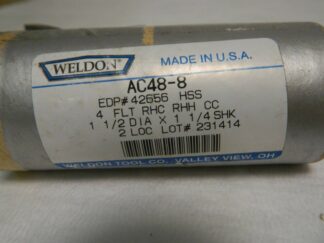 WELDON
MADE IN U.S.A.
AC48-8
EDP# 42656 HSS
4 FLT RHC RHH CC
1 1/2 DIA X 1 1/4 SHK
2 LOC LOT# 231414
WELDON TOOL CO. VALLEY VIEW, OH